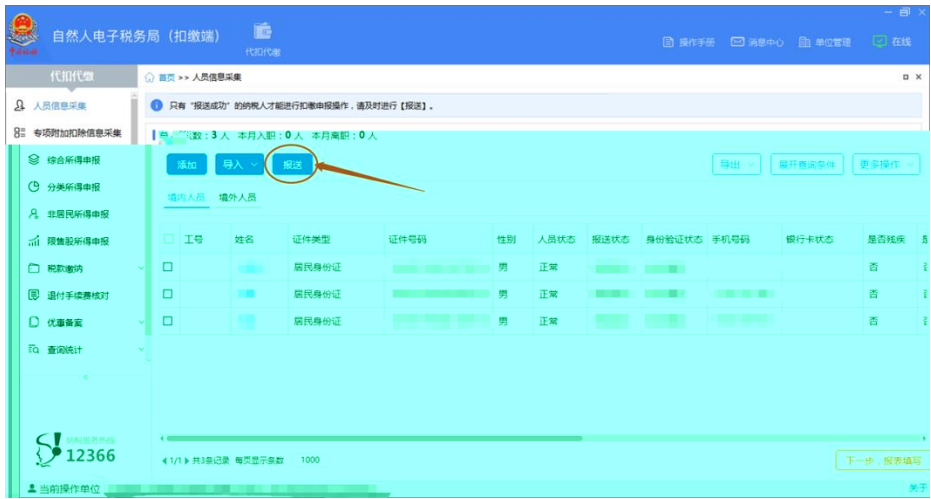 自然人电子税务局（扣缴端）
代扣代缴
操作手册 消息中心 单位管理 在线
代扣代缴
首页 >> 人员信息采集
人员信息采集
只有“报送成功”的纳税人才能进行扣缴申报操作，请及时进行【报送】。
专项附加扣除信息采集
数：3 人 本月入职：0 人 本月离职：0 人
综合所得申报
添加 导入 报送 导出 展开查询条件 更多操作
分类所得申报
境内人员 境外人员
非居民所得申报
限售股所得申报
工号 姓名 证件类型 证件号码 性别 人员状态 报送状态 身份验证状态 手机号码 银行卡状态 是否残疾
税款缴纳
居民身份证 男 正常 否
退付手续费核对
居民身份证 男 正常 否
优惠备案
居民身份证 男 正常 否
查询统计
纳税服务热线
12366
1/1 共3条记录 每页显示条数 1000
下一步：报表填写
当前操作单位
关于